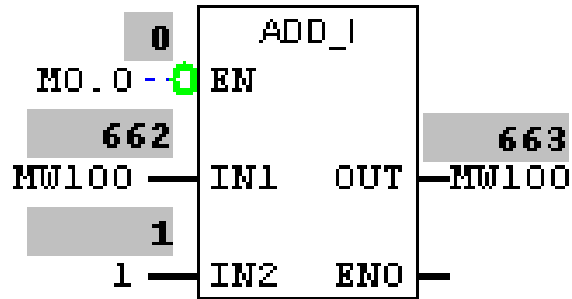 0 ADD_I
M0.0 EN
662 663
MW100 IN1 OUT MW100
1
1 IN2 ENO